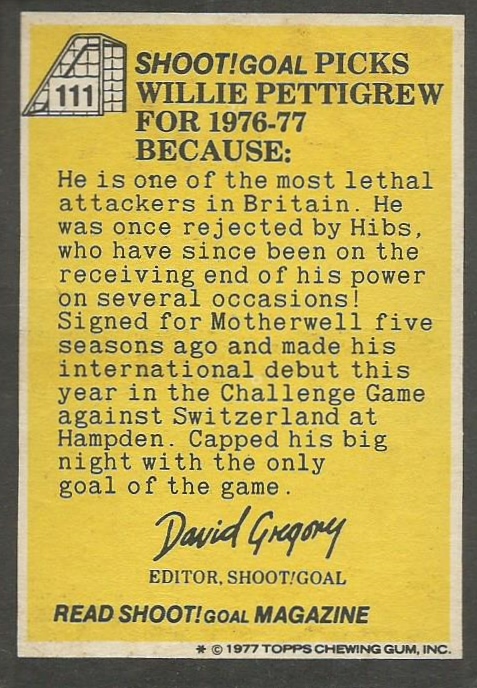 111
SHOOT!GOAL PICKS
WILLIE PETTIGREW
FOR 1976-77
BECAUSE:
He is one of the most lethal
attackers in Britain. He
was once rejected by Hibs,
who have since been on the
receiving end of his power
on several occasions!
Signed for Motherwell five
seasons ago and made his
international debut this
year in the Challenge Game
against Switzerland at
Hampden. Capped his big
night with the only
goal of the game.
David Gregory
EDITOR, SHOOT!GOAL
READ SHOOT!GOAL MAGAZINE
* © 1977 TOPPS CHEWING GUM, INC.